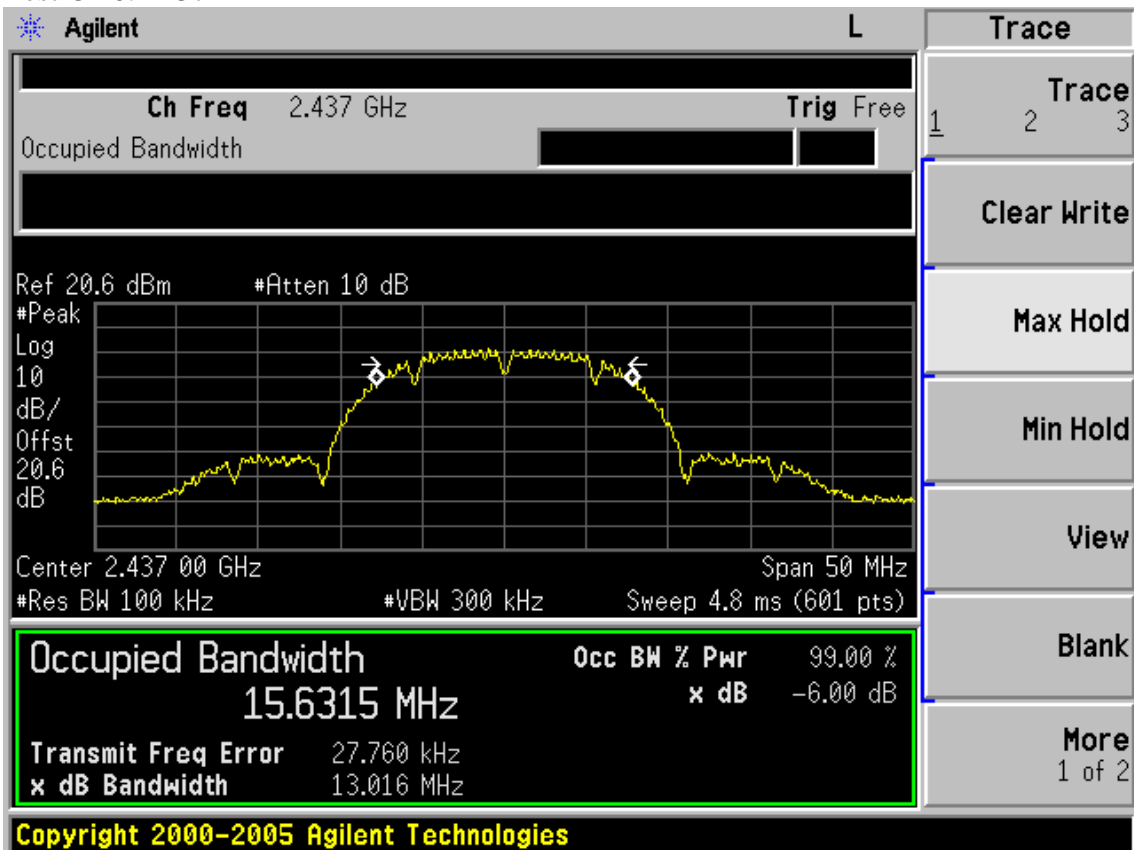 Agilent L Trace
Ch Freq 2.437 GHz Trig Free
Occupied Bandwidth
Trace
1 2 3
Clear Write
Ref 20.6 dBm #Atten 10 dB
#Peak
Log
10
dB/
Offst
20.6
dB
Max Hold
Min Hold
View
Center 2.437 00 GHz Span 50 MHz
#Res BW 100 kHz #VBW 300 kHz Sweep 4.8 ms (601 pts)
Occupied Bandwidth Occ BW % Pwr 99.00 %
15.6315 MHz x dB -6.00 dB
Blank
Transmit Freq Error 27.760 kHz
x dB Bandwidth 13.016 MHz
More
1 of 2
Copyright 2000-2005 Agilent Technologies